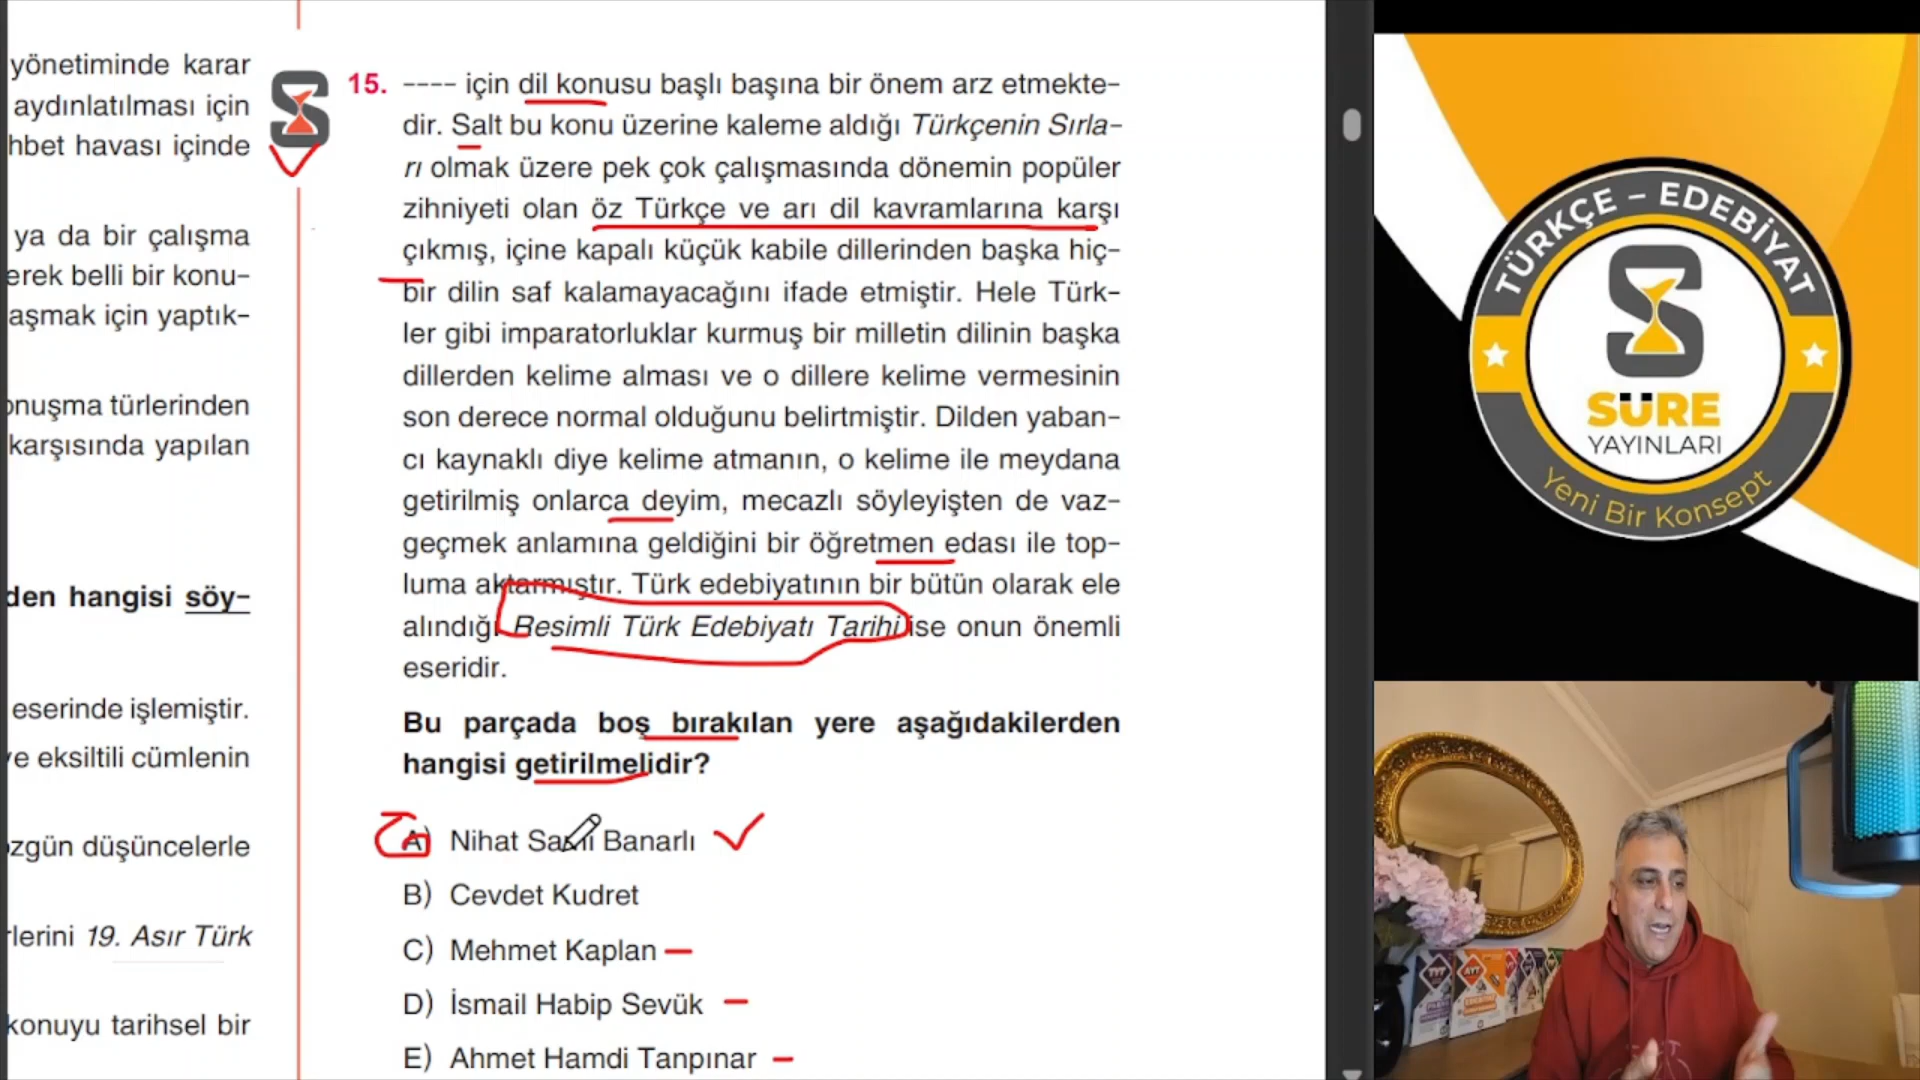 yönetiminde karar
aydınlatılması için
hbet havası içinde
ya da bir çalışma
erek belli bir konu-
aşmak için yaptık-
onuşma türlerinden
karşısında yapılan
den hangisi söy-
eserinde işlemiştir.
ve eksiltili cümlenin
özgün düşüncelerle
rlerini 19. Asır Türk
konuyu tarihsel bir
15. ---- için dil konusu başlı başına bir önem arz etmekte-
dir. Salt bu konu üzerine kaleme aldığı Türkçenin Sırla-
rı olmak üzere pek çok çalışmasında dönemin popüler
zihniyeti olan öz Türkçe ve arı dil kavramlarına karşı
çıkmış, içine kapalı küçük kabile dillerinden başka hiç-
bir dilin saf kalamayacağını ifade etmiştir. Hele Türk-
ler gibi imparatorluklar kurmuş bir milletin dilinin başka
dillerden kelime alması ve o dillere kelime vermesinin
son derece normal olduğunu belirtmiştir. Dilden yaban-
cı kaynaklı diye kelime atmanın, o kelime ile meydana
getirilmiş onlarca deyim, mecazlı söyleyişten de vaz-
geçmek anlamına geldiğini bir öğretmen edası ile top-
luma aktarmıştır. Türk edebiyatının bir bütün olarak ele
alındığı Resimli Türk Edebiyatı Tarihi ise onun önemli
eseridir.
Bu parçada boş bırakılan yere aşağıdakilerden
hangisi getirilmelidir?
A) Nihat Sami Banarlı
B) Cevdet Kudret
C) Mehmet Kaplan
D) İsmail Habip Sevük
E) Ahmet Hamdi Tanpınar
TÜRKÇE – EDEBİYAT
SÜRE
YAYINLARI
Yeni Bir Konsept
TYT
AYT